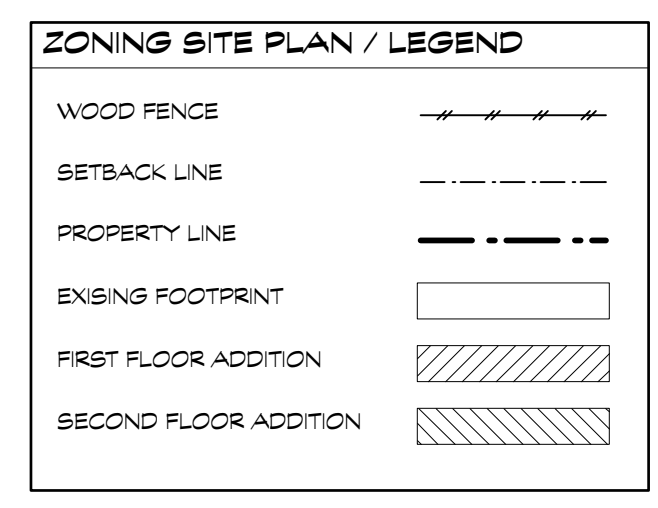 ZONING SITE PLAN / LEGEND
WOOD FENCE
SETBACK LINE
PROPERTY LINE
EXISING FOOTPRINT
FIRST FLOOR ADDITION
SECOND FLOOR ADDITION